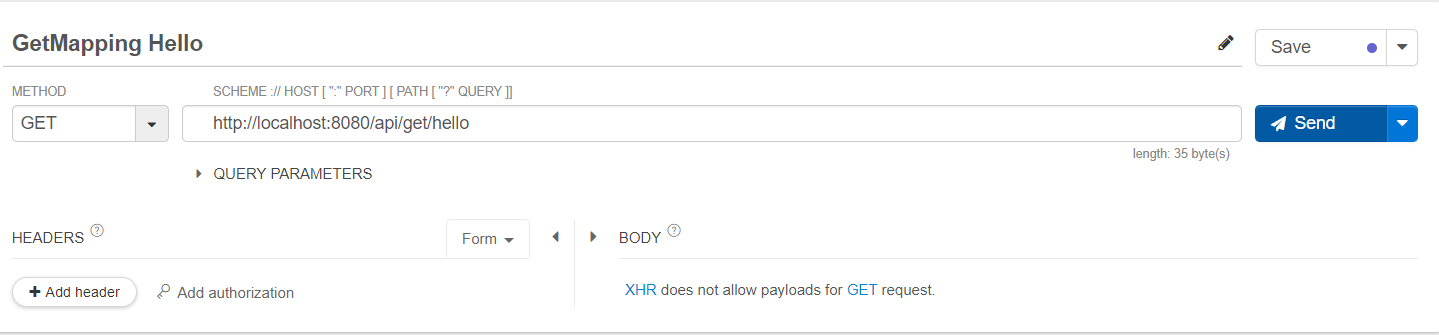 GetMapping Hello
Save
METHOD
SCHEME :// HOST [ ":" PORT ] [ PATH [ "?" QUERY ]]
GET
http://localhost:8080/api/get/hello
Send
length: 35 byte(s)
QUERY PARAMETERS
HEADERS ?
Form
BODY ?
+ Add header
Add authorization
XHR does not allow payloads for GET request.